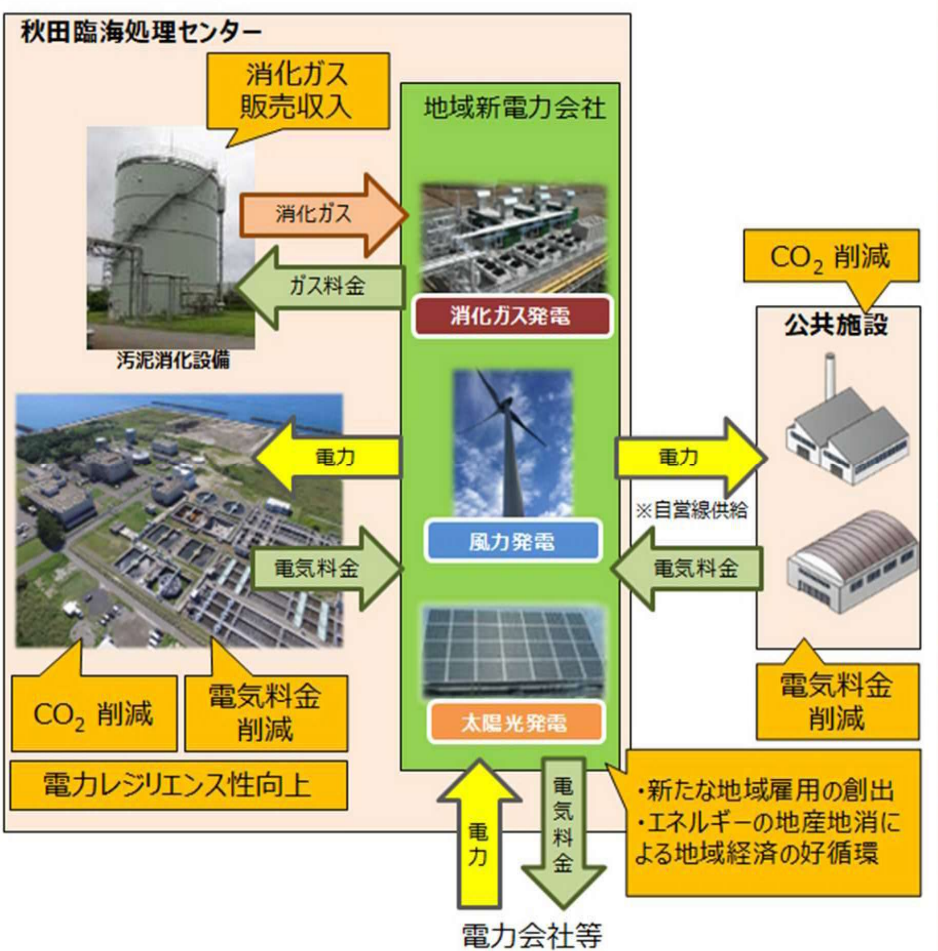 秋田臨海処理センター
消化ガス
販売収入
地域新電力会社
消化ガス
ガス料金
消化ガス発電
汚泥消化設備
CO₂ 削減
公共施設
電力
電力
※自営線供給
風力発電
電気料金
電気料金
太陽光発電
CO₂ 削減
電気料金
削減
電気料金
削減
電力レジリエンス性向上
電力
電気料金
・新たな地域雇用の創出
・エネルギーの地産地消に
よる地域経済の好循環
電力会社等